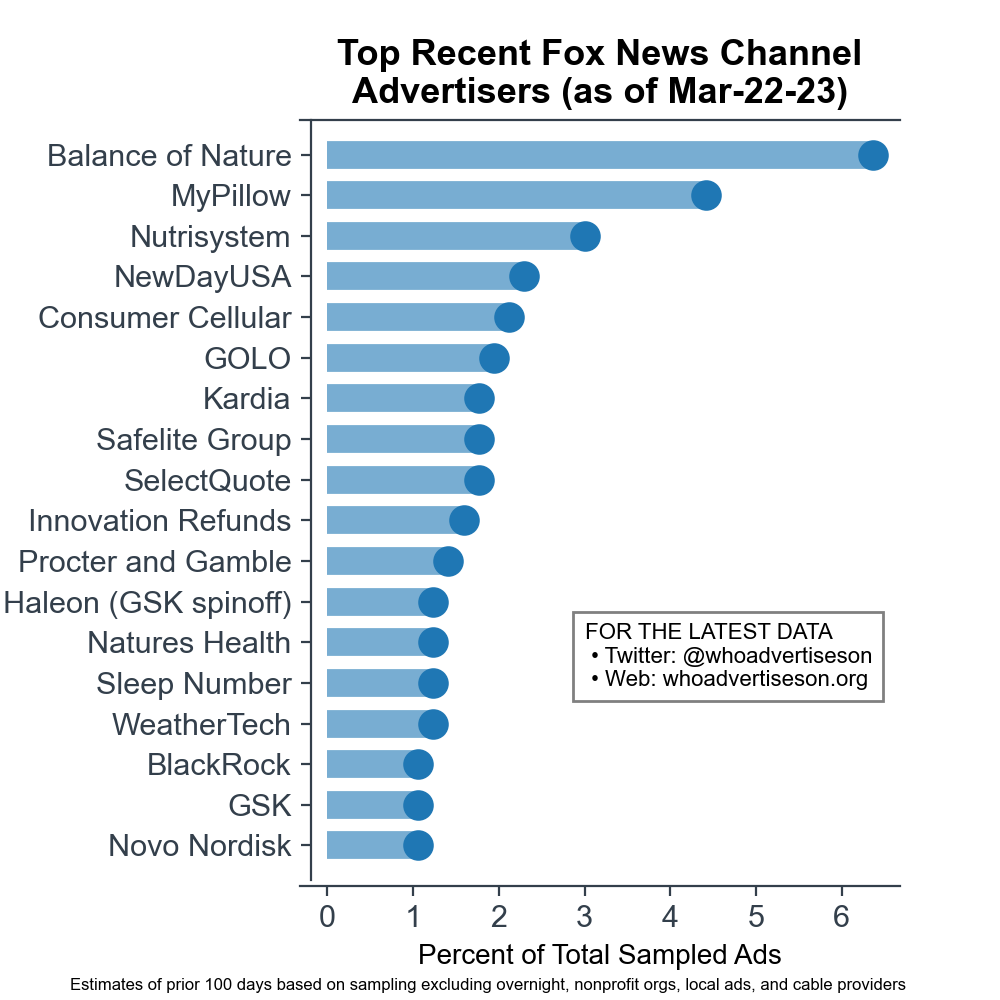 Top Recent Fox News Channel
Advertisers (as of Mar-22-23)
Balance of Nature
MyPillow
Nutrisystem
NewDayUSA
Consumer Cellular
GOLO
Kardia
Safelite Group
SelectQuote
Innovation Refunds
Procter and Gamble
Haleon (GSK spinoff)
Natures Health
Sleep Number
WeatherTech
BlackRock
GSK
Novo Nordisk
FOR THE LATEST DATA
• Twitter: @whoadvertiseson
• Web: whoadvertiseson.org
0 1 2 3 4 5 6
Percent of Total Sampled Ads
Estimates of prior 100 days based on sampling excluding overnight, nonprofit orgs, local ads, and cable providers